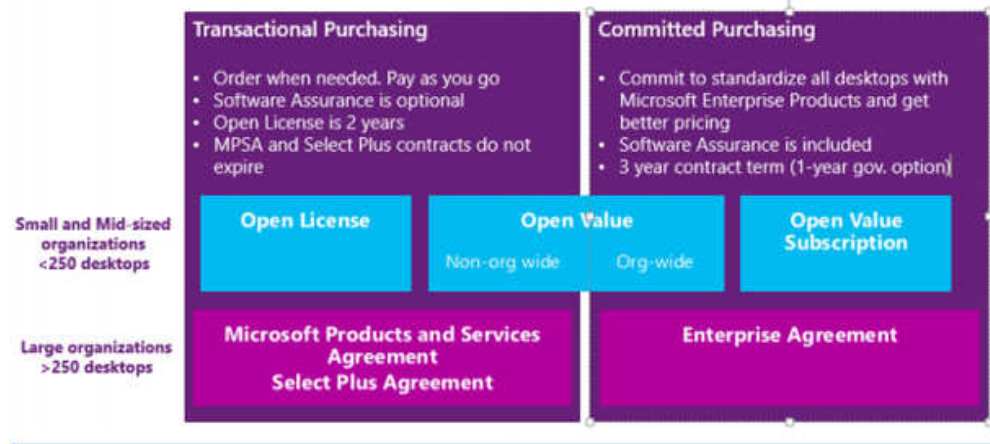 Transactional Purchasing
• Order when needed. Pay as you go
• Software Assurance is optional
• Open License is 2 years
• MPSA and Select Plus contracts do not
expire
Committed Purchasing
• Commit to standardize all desktops with
Microsoft Enterprise Products and get
better pricing
• Software Assurance is included
• 3 year contract term (1-year gov. option)
Small and Mid-sized
organizations
<250 desktops
Open License
Open Value
Non-org wide
Org-wide
Open Value
Subscription
Large organizations
>250 desktops
Microsoft Products and Services
Agreement
Select Plus Agreement
Enterprise Agreement